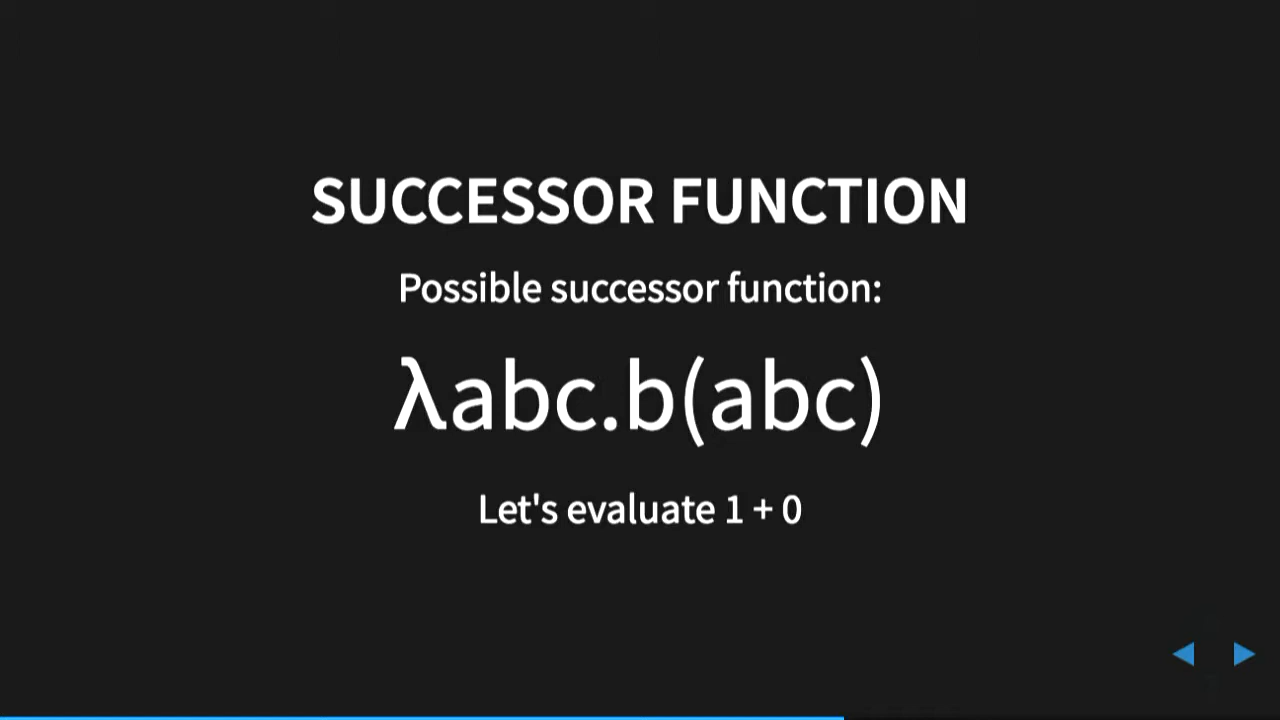 SUCCESSOR FUNCTION
Possible successor function:
λabc.b(abc)
Let's evaluate 1 + 0